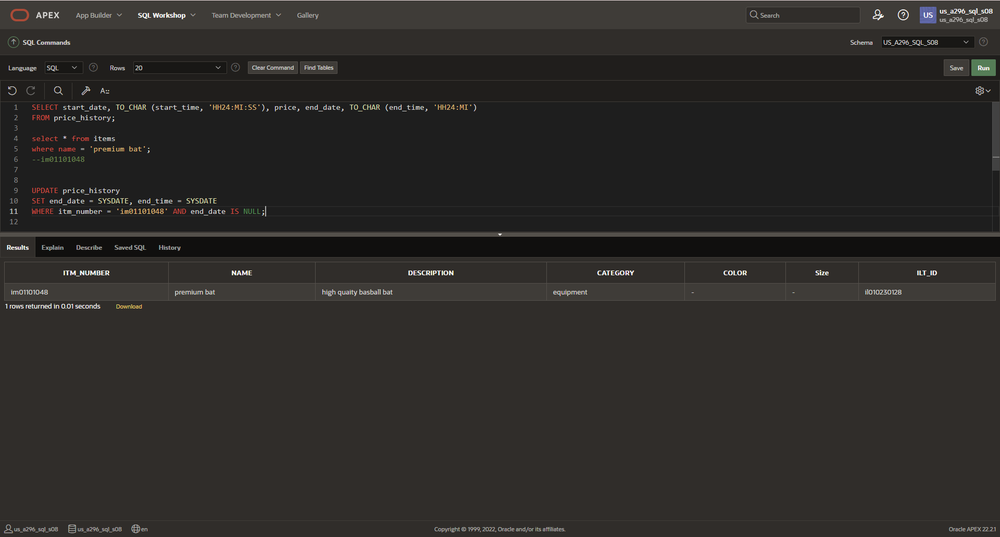 APEX App Builder SQL Workshop Team Development Gallery Search US us_a296_sql_s08
us_a296_sql_s08
SQL Commands Schema US_A296_SQL_S08
Language SQL Rows 20 Clear Command Find Tables Save Run
A
1 SELECT start_date, TO_CHAR (start_time, 'HH24:MI:SS'), price, end_date, TO_CHAR (end_time, 'HH24:MI')
2 FROM price_history;
3
4 select * from items
5 where name = 'premium bat';
6 --im01101048
7
8
9 UPDATE price_history
10 SET end_date = SYSDATE, end_time = SYSDATE
11 WHERE itm_number = 'im01101048' AND end_date IS NULL;
12
Results Explain Describe Saved SQL History
ITM_NUMBER NAME DESCRIPTION CATEGORY COLOR Size ILT_ID
im01101048 premium bat high quaity basball bat equipment - - il010230128
1 rows returned in 0.01 seconds Download
us_a296_sql_s08 us_a296_sql_s08 en Copyright © 1999, 2022, Oracle and/or its affiliates. Oracle APEX 22.2.1